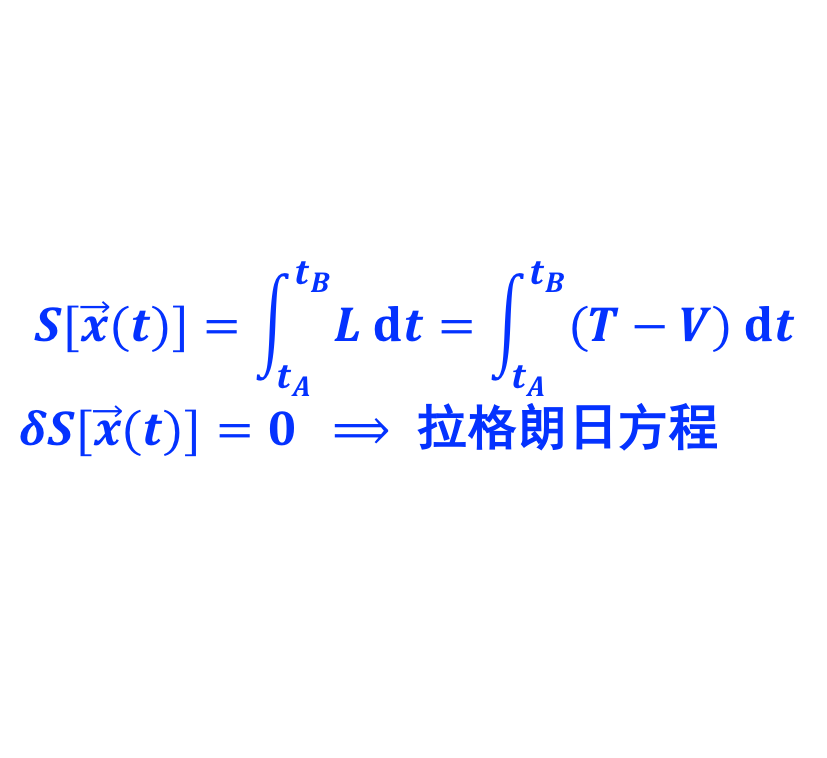 S[x⃗(t)] = ∫_{t_A}^{t_B} L dt = ∫_{t_A}^{t_B} (T − V) dt
δS[x⃗(t)] = 0 ⟹ 拉格朗日方程